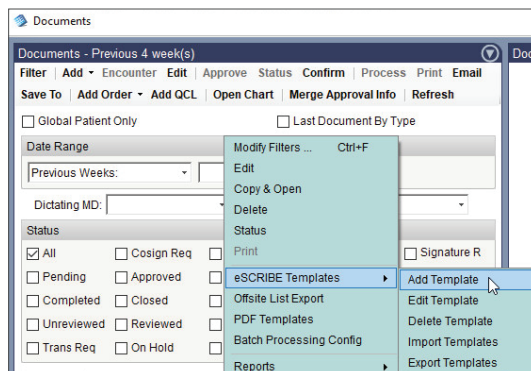 Documents
Documents - Previous 4 week(s)
Doc
Filter | Add Encounter Edit | Approve Status Confirm | Process Print Email
Save To | Add Order Add QCL | Open Chart | Merge Approval Info | Refresh
Global Patient Only
Last Document By Type
Date Range
Previous Weeks:
Dictating MD:
Status
All
Cosign Req
Signature R
Pending
Approved
Completed
Closed
Unreviewed
Reviewed
Trans Req
On Hold
Modify Filters ... Ctrl+F
Edit
Copy & Open
Delete
Status
Print
eSCRIBE Templates
Offsite List Export
PDF Templates
Batch Processing Config
Reports
Add Template
Edit Template
Delete Template
Import Templates
Export Templates